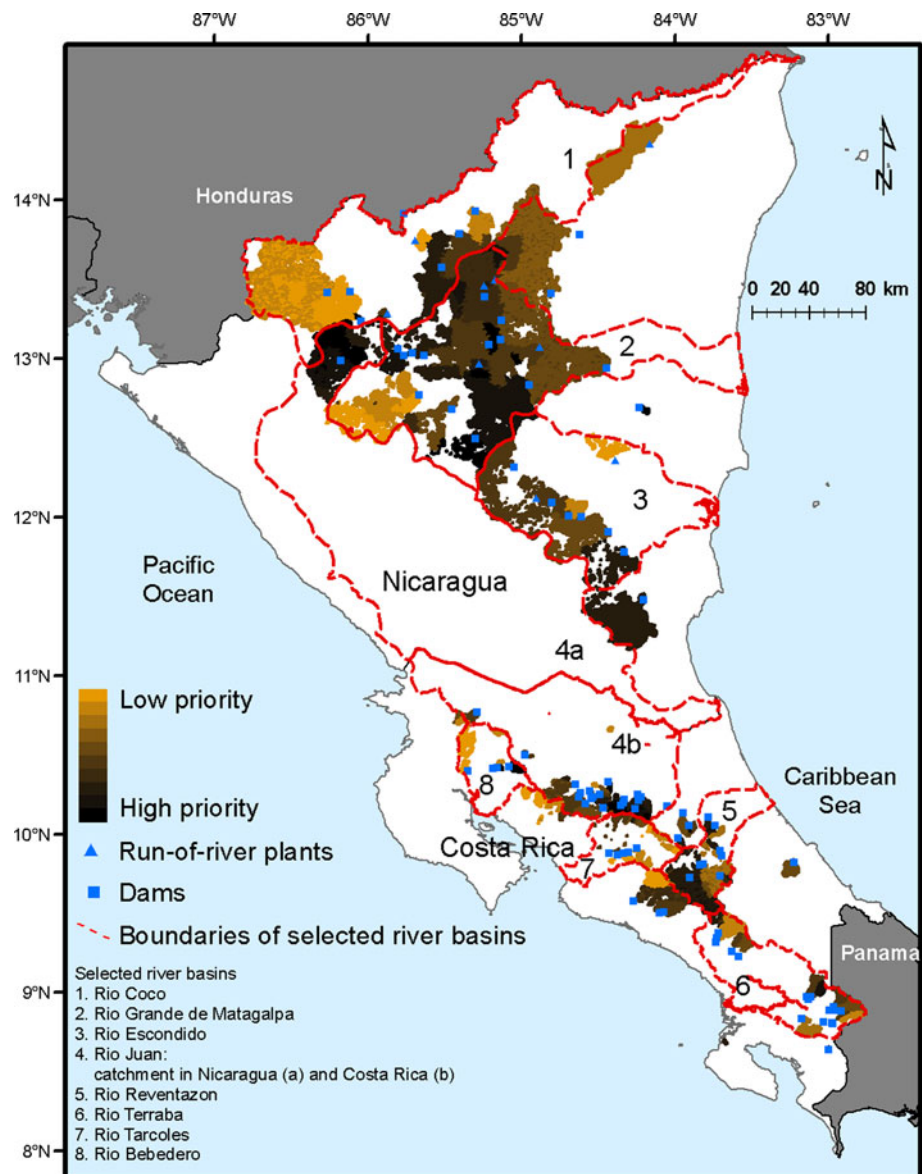 87°W 86°W 85°W 84°W 83°W
1
N
14°N
Honduras
0 20 40 80 km
13°N
2
12°N
3
Pacific
Ocean
Nicaragua
11°N
4a
Low priority
4b
High priority
8
Caribbean
Sea
5
10°N
Run-of-river plants
Costa Rica
7
Dams
Boundaries of selected river basins
Panama
9°N
6
Selected river basins
1. Rio Coco
2. Rio Grande de Matagalpa
3. Rio Escondido
4. Rio Juan:
catchment in Nicaragua (a) and Costa Rica (b)
5. Rio Reventazon
6. Rio Terraba
7. Rio Tarcoles
8. Rio Bebedero
8°N